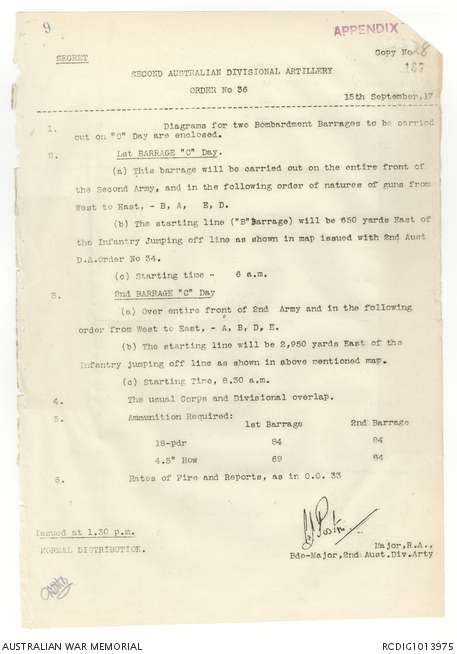 9
APPENDIX
SECRET
Copy No 28
187
SECOND AUSTRALIAN DIVISIONAL ARTILLERY
ORDER No 36
15th September, 17
1. Diagrams for two Bombardment Barrages to be carried
out on "C" Day are enclosed.
2. 1st BARRAGE "C" Day.
(a) This barrage will be carried out on the entire front of
the Second Army, and in the following order of natures of guns from
West to East, - B, A, E, D.
(b) The starting line ("B" Barrage) will be 650 yards East of
the Infantry Jumping off line as shown in map issued with 2nd Aust
D.A.Order No 34.
(c) Starting time - 6 a.m.
3. 2nd BARRAGE "C" Day
(a) Over entire front of 2nd Army and in the following
order from West to East, - A, B, D, E.
(b) The starting line will be 2,950 yards East of the
Infantry jumping off line as shown in above mentioned map.
(c) Starting Time, 8.30 a.m.
4. The usual Corps and Divisional overlap.
5. Ammunition Required:
1st Barrage 2nd Barrage
18-pdr 84 84
4.5" How 69 84
6. Rates of Fire and Reports, as in O.O. 33
Issued at 1.30 p.m.
NORMAL DISTRIBUTION.
Major, R.A.,
Bde-Major, 2nd Aust.Div.Arty
AUSTRALIAN WAR MEMORIAL
RCDIG1013975